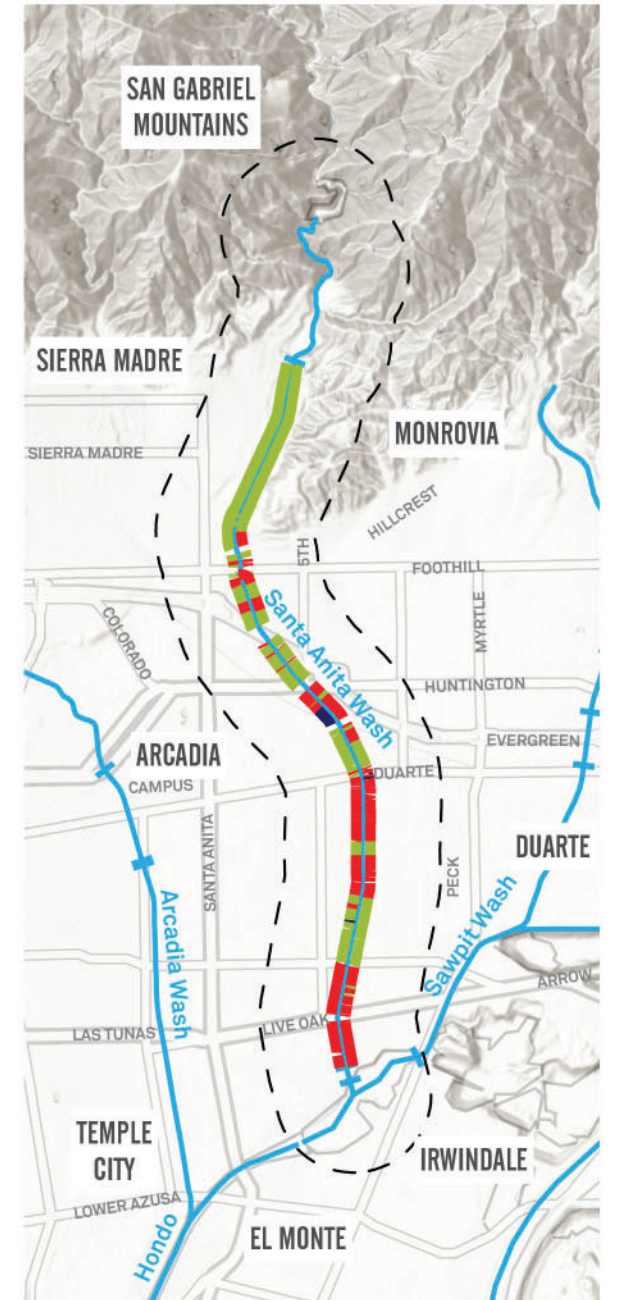 SAN GABRIEL
MOUNTAINS
SIERRA MADRE
MONROVIA
SIERRA MADRE
HILLCREST
5TH
FOOTHILL
MYRTLE
COLORADO
Santa Anita Wash
HUNTINGTON
EVERGREEN
ARCADIA
DUARTE
CAMPUS
SANTA ANITA
DUARTE
PECK
Arcadia Wash
Sawpit Wash
ARROW
LIVE OAK
LAS TUNAS
TEMPLE
CITY
IRWINDALE
LOWER AZUSA
EL MONTE
Hondo